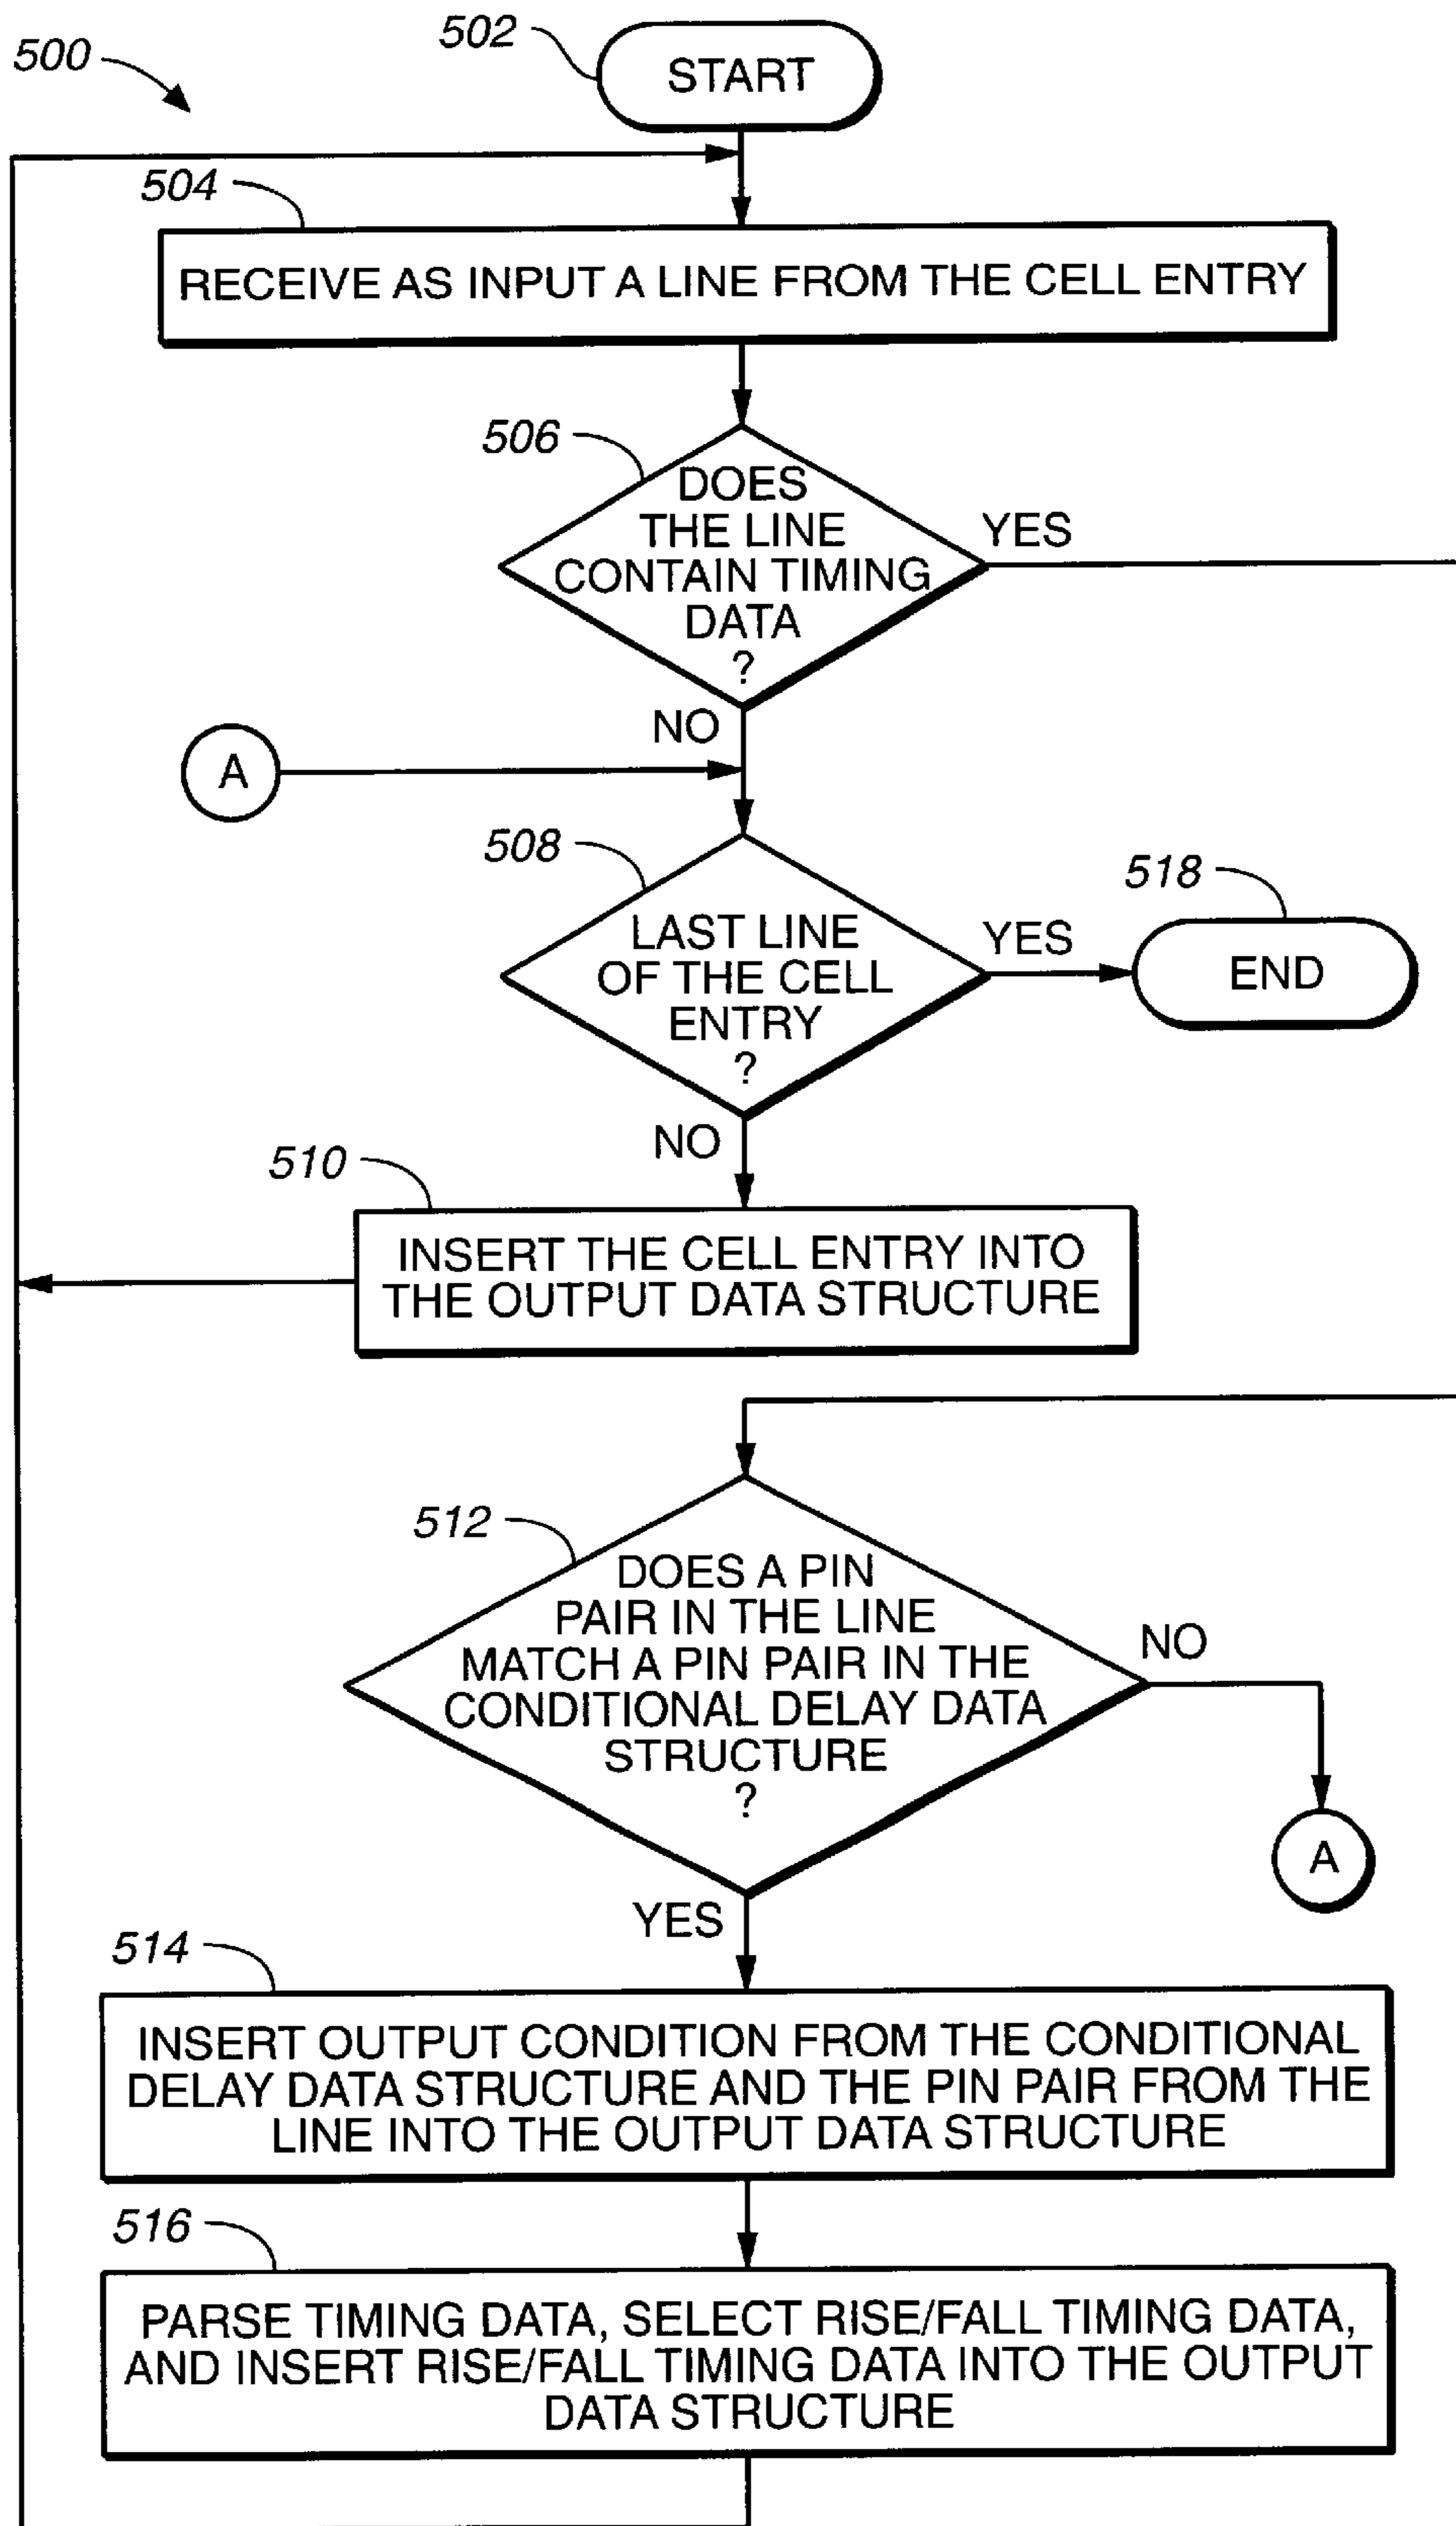 500
502
START
504
RECEIVE AS INPUT A LINE FROM THE CELL ENTRY
506
DOES
THE LINE
CONTAIN TIMING
DATA
?
YES
NO
A
508
LAST LINE
OF THE CELL
ENTRY
?
YES
518
END
NO
510
INSERT THE CELL ENTRY INTO
THE OUTPUT DATA STRUCTURE
512
DOES A PIN
PAIR IN THE LINE
MATCH A PIN PAIR IN THE
CONDITIONAL DELAY DATA
STRUCTURE
?
NO
A
YES
514
INSERT OUTPUT CONDITION FROM THE CONDITIONAL
DELAY DATA STRUCTURE AND THE PIN PAIR FROM THE
LINE INTO THE OUTPUT DATA STRUCTURE
516
PARSE TIMING DATA, SELECT RISE/FALL TIMING DATA,
AND INSERT RISE/FALL TIMING DATA INTO THE OUTPUT
DATA STRUCTURE